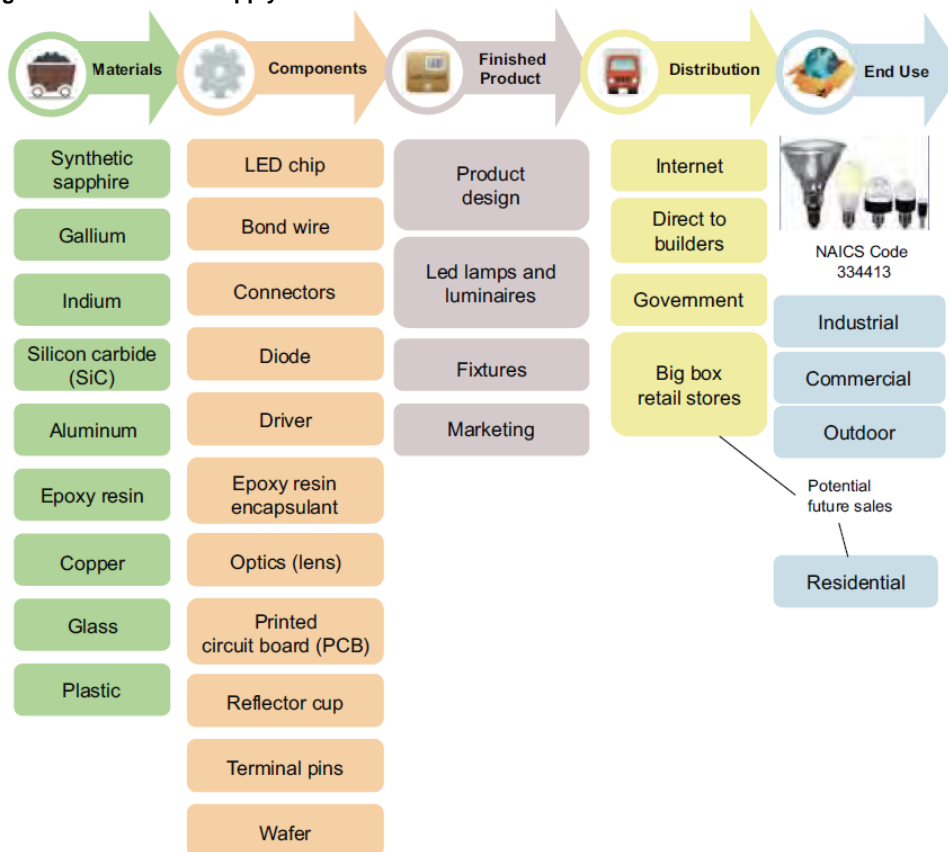 Materials
Components
Finished
Product
Distribution
End Use
Synthetic
sapphire
Gallium
Indium
Silicon carbide
(SiC)
Aluminum
Epoxy resin
Copper
Glass
Plastic
LED chip
Bond wire
Connectors
Diode
Driver
Epoxy resin
encapsulant
Optics (lens)
Printed
circuit board (PCB)
Reflector cup
Terminal pins
Wafer
Product
design
Led lamps and
luminaires
Fixtures
Marketing
Internet
Direct to
builders
Government
Big box
retail stores
NAICS Code
334413
Industrial
Commercial
Outdoor
Potential
future sales
Residential